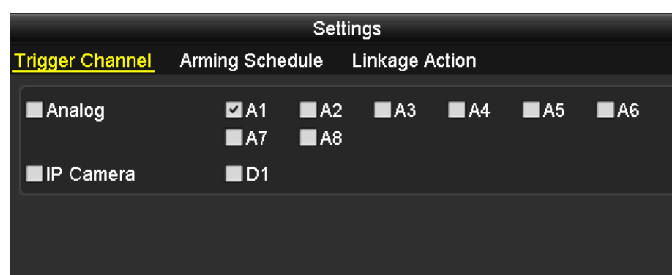 Settings
Trigger Channel Arming Schedule Linkage Action
Analog A1 A2 A3 A4 A5 A6
A7 A8
IP Camera D1